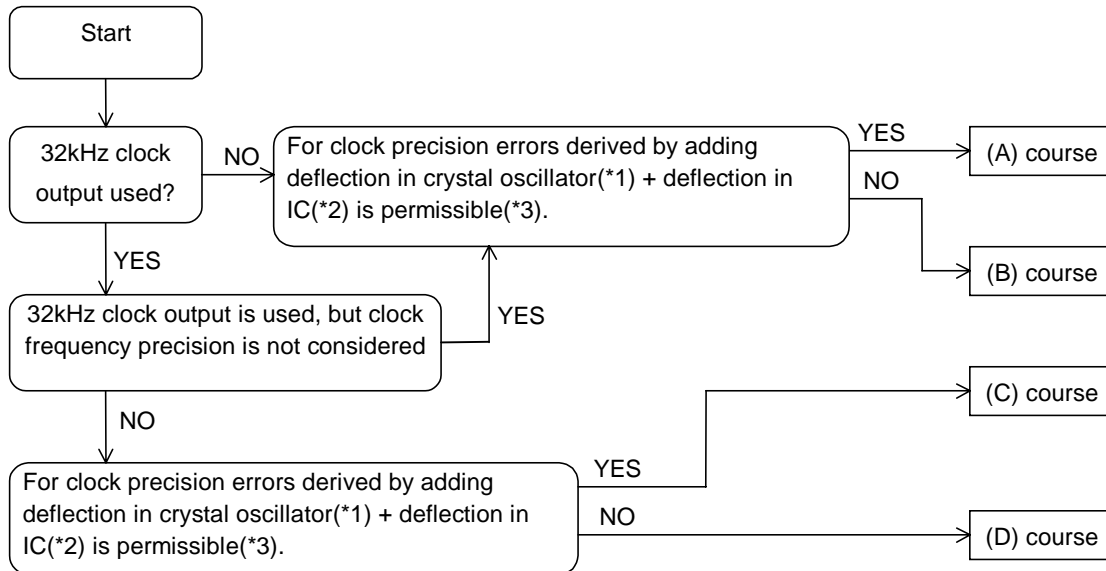 Start
32kHz clock
output used?
NO
For clock precision errors derived by adding
deflection in crystal oscillator(*1) + deflection in
IC(*2) is permissible(*3).
YES
(A) course
NO
(B) course
YES
32kHz clock output is used, but clock
frequency precision is not considered
YES
(C) course
NO
For clock precision errors derived by adding
deflection in crystal oscillator(*1) + deflection in
IC(*2) is permissible(*3).
YES
NO
(D) course